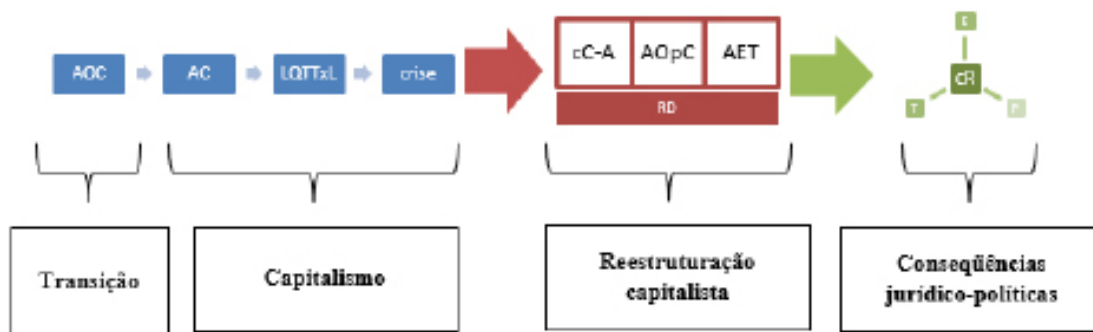 AOC
AC
LQTTxL
crise
cC-A
AOpC
AET
RD
E
cR
T
P
Transição
Capitalismo
Reestruturação
capitalista
Conseqüências
jurídico-políticas